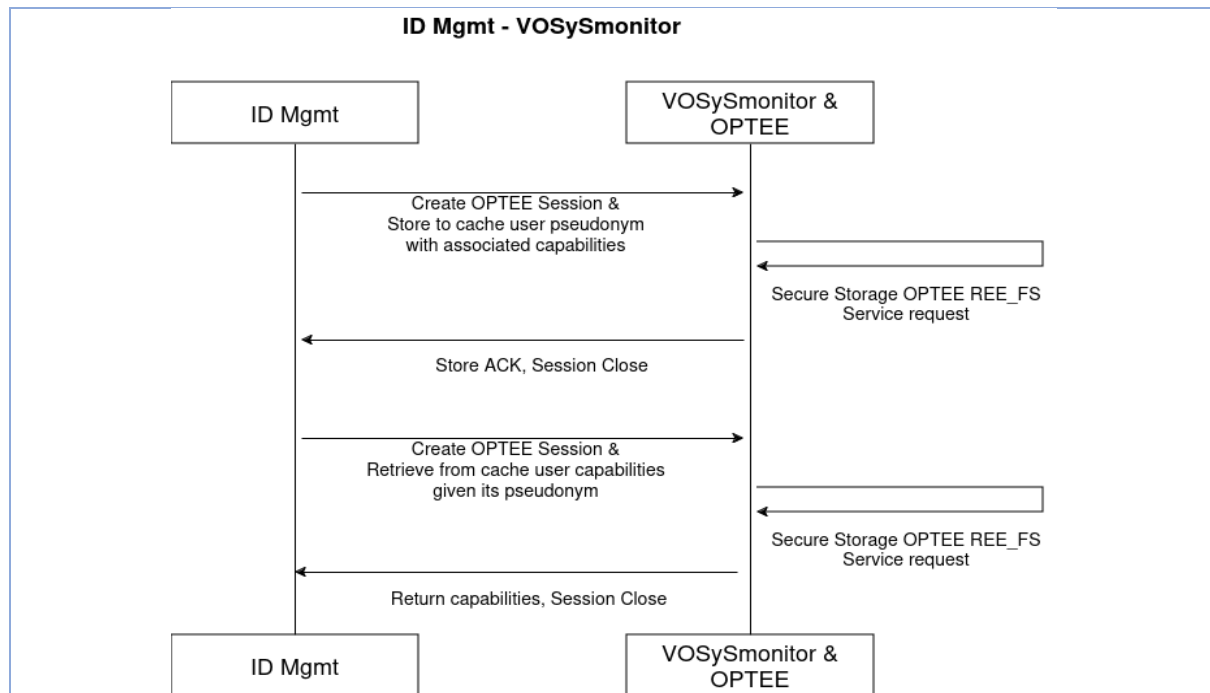 ID Mgmt - VOSySmonitor
ID Mgmt
VOSySmonitor &
OPTEE
Create OPTEE Session &
Store to cache user pseudonym
with associated capabilities
Secure Storage OPTEE REE_FS
Service request
Store ACK, Session Close
Create OPTEE Session &
Retrieve from cache user capabilities
given its pseudonym
Secure Storage OPTEE REE_FS
Service request
Return capabilities, Session Close
ID Mgmt
VOSySmonitor &
OPTEE